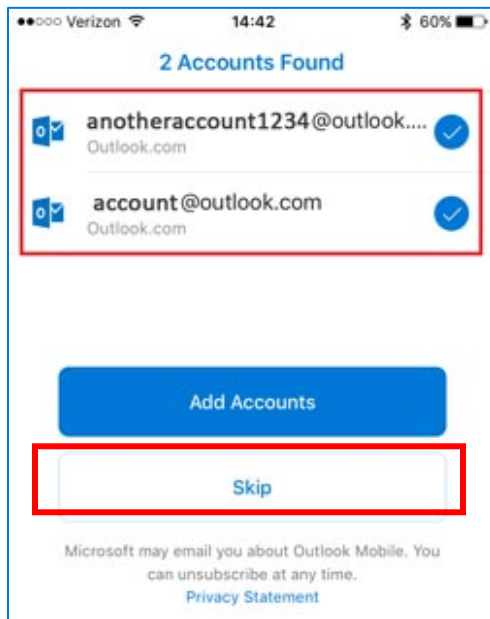 Verizon 14:42 60%
2 Accounts Found
anotheraccount1234@outlook....
Outlook.com
account@outlook.com
Outlook.com
Add Accounts
Skip
Microsoft may email you about Outlook Mobile. You
can unsubscribe at any time.
Privacy Statement